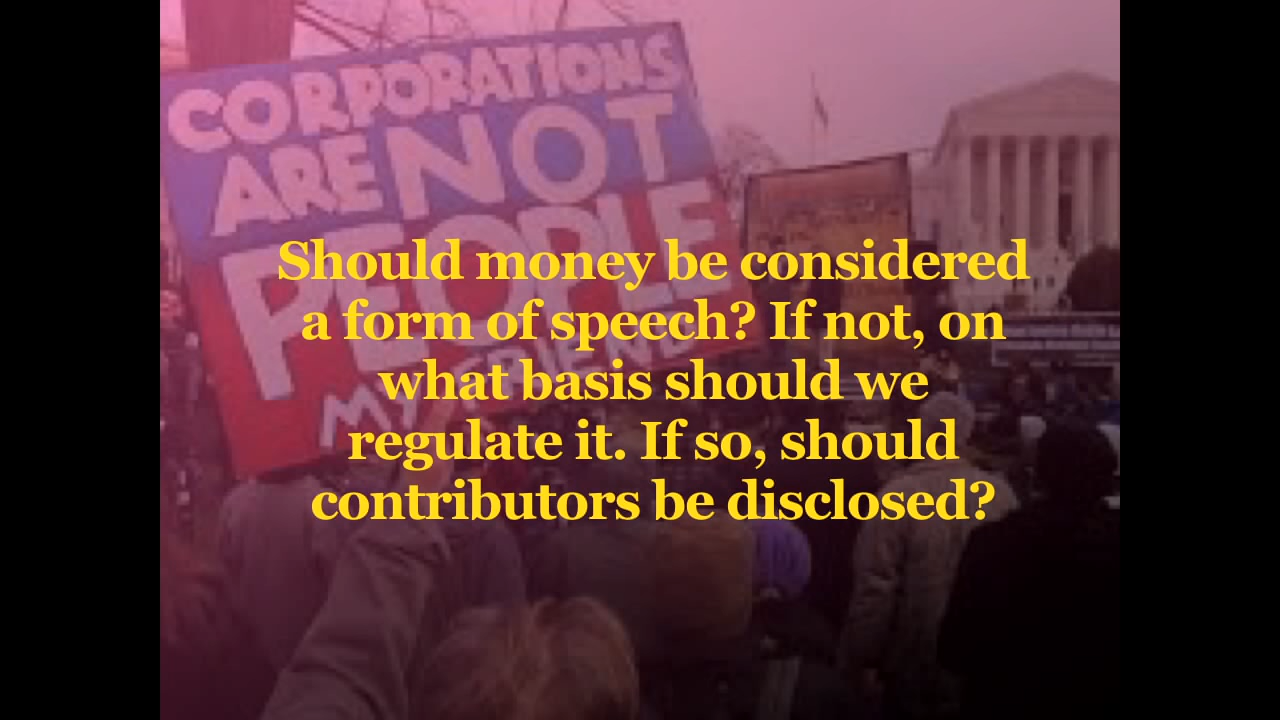 CORPORATIONS
ARE NOT
PEOPLE
Should money be considered
a form of speech? If not, on
what basis should we
regulate it. If so, should
contributors be disclosed?